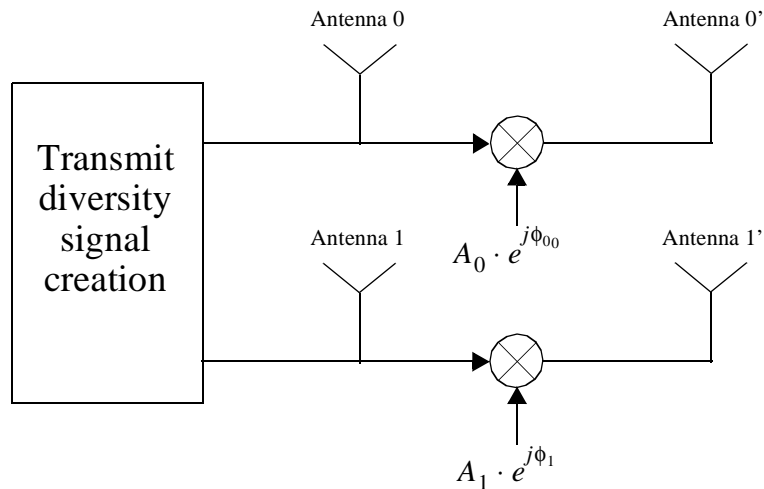 Antenna 0
Antenna 0’
Transmit
diversity
signal
creation
A₀ · e^{jϕ₀₀}
Antenna 1
Antenna 1’
A₁ · e^{jϕ₁}